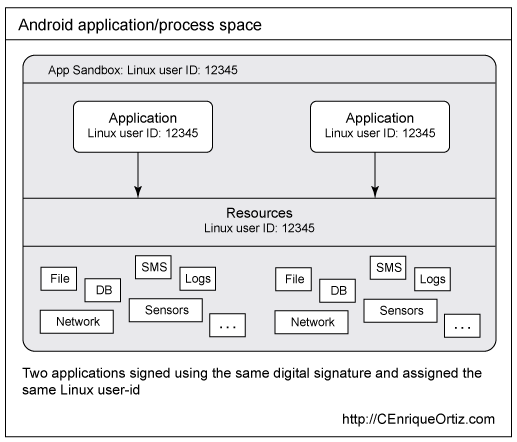 Android application/process space
App Sandbox: Linux user ID: 12345
Application
Linux user ID: 12345
Application
Linux user ID: 12345
Resources
Linux user ID: 12345
File
DB
SMS
Logs
Network
Sensors
...
File
DB
SMS
Logs
Network
Sensors
...
Two applications signed using the same digital signature and assigned the
same Linux user-id
http://CEnriqueOrtiz.com